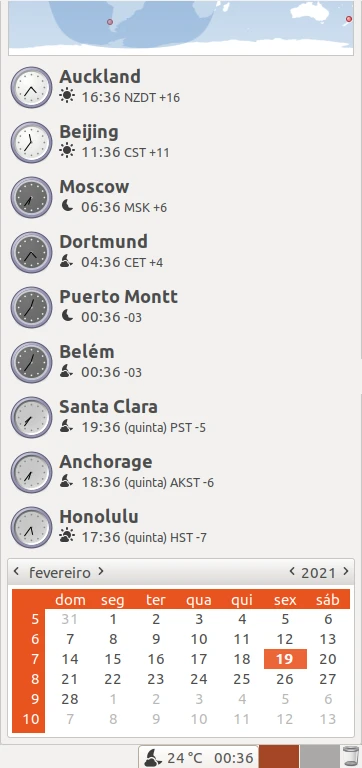 Auckland
16:36 NZDT +16
Beijing
11:36 CST +11
Moscow
06:36 MSK +6
Dortmund
04:36 CET +4
Puerto Montt
00:36 -03
Belém
00:36 -03
Santa Clara
19:36 (quinta) PST -5
Anchorage
18:36 (quinta) AKST -6
Honolulu
17:36 (quinta) HST -7
< fevereiro > < 2021 >
dom seg ter qua qui sex sáb
5 31 1 2 3 4 5 6
6 7 8 9 10 11 12 13
7 14 15 16 17 18 19 20
8 21 22 23 24 25 26 27
9 28 1 2 3 4 5 6
10 7 8 9 10 11 12 13
24 °C 00:36